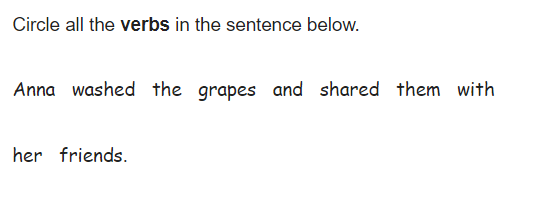 Circle all the verbs in the sentence below.
Anna washed the grapes and shared them with
her friends.